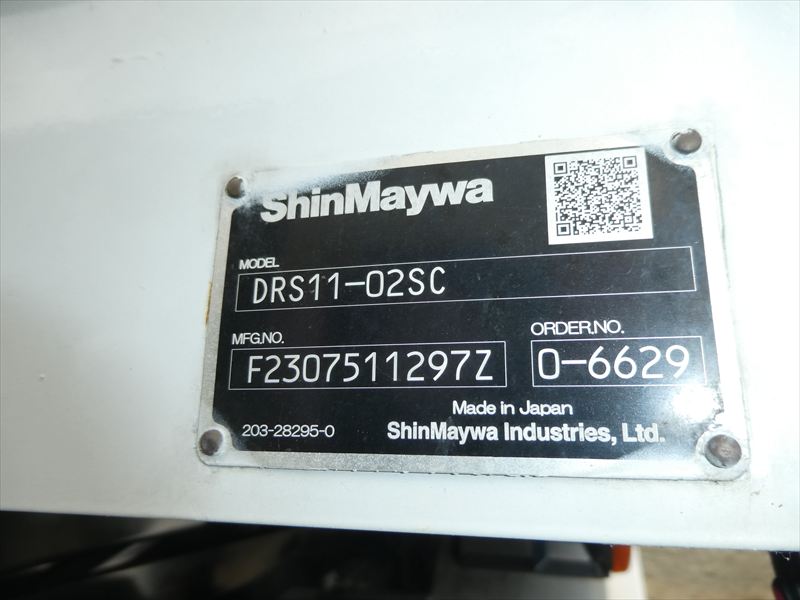 ShinMaywa
MODEL
DRS11-02SC
MFG.NO.
F2307511297Z
ORDER.NO.
0-6629
Made in Japan
203-28295-0
ShinMaywa Industries, Ltd.